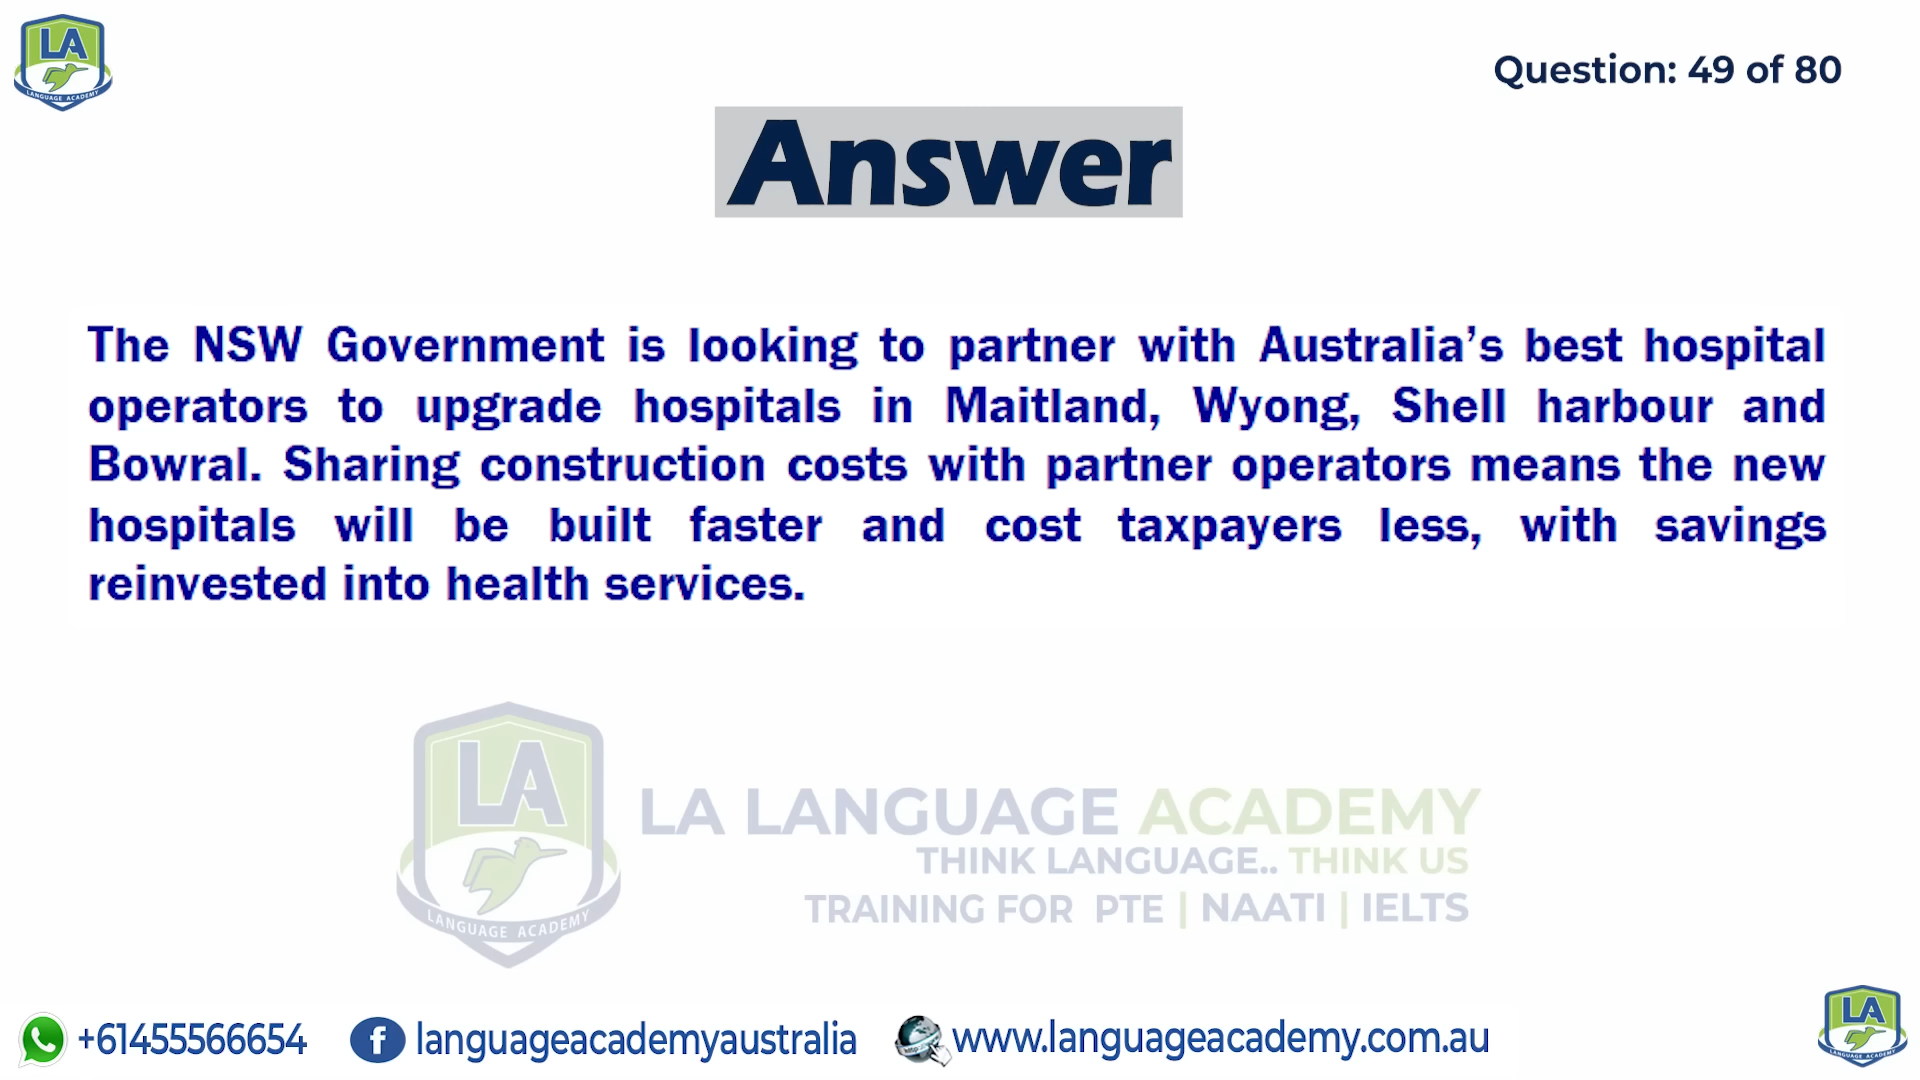 LA
LANGUAGE ACADEMY
Question: 49 of 80
Answer
The NSW Government is looking to partner with Australia’s best hospital
operators to upgrade hospitals in Maitland, Wyong, Shell harbour and
Bowral. Sharing construction costs with partner operators means the new
hospitals will be built faster and cost taxpayers less, with savings
reinvested into health services.
LA
LANGUAGE ACADEMY
LA LANGUAGE ACADEMY
THINK LANGUAGE.. THINK US
TRAINING FOR PTE | NAATI | IELTS
+61455566654 languageacademyaustralia www.languageacademy.com.au
LA
LANGUAGE ACADEMY